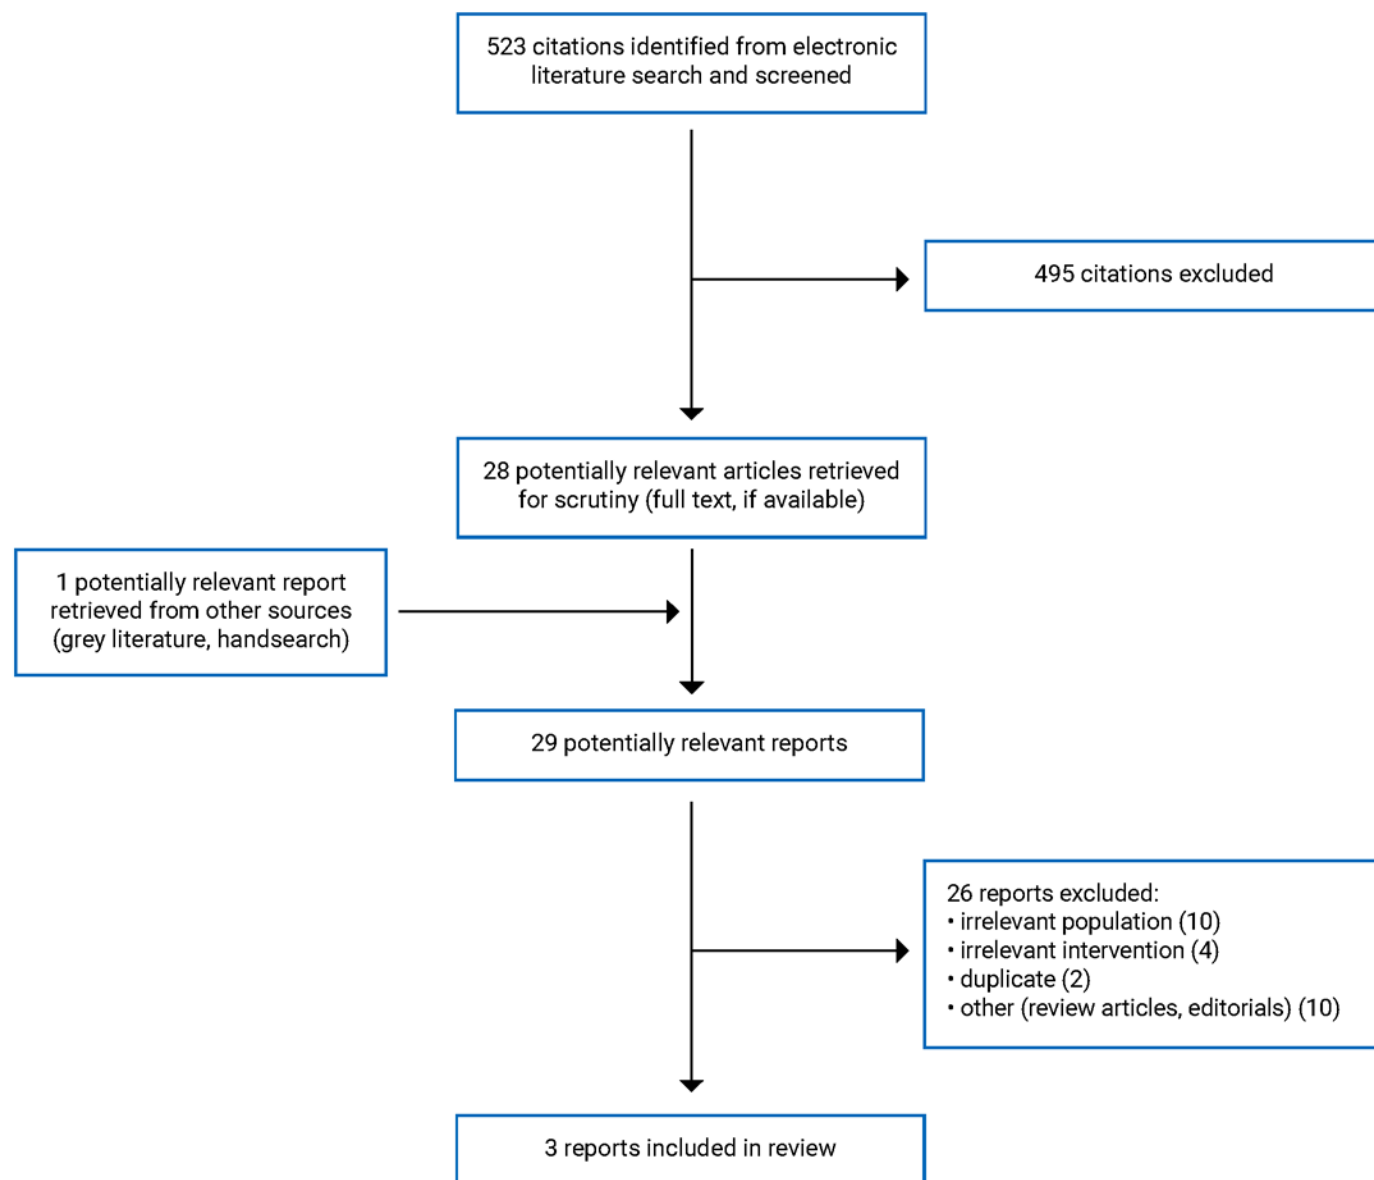 523 citations identified from electronic
literature search and screened
495 citations excluded
28 potentially relevant articles retrieved
for scrutiny (full text, if available)
1 potentially relevant report
retrieved from other sources
(grey literature, handsearch)
29 potentially relevant reports
26 reports excluded:
• irrelevant population (10)
• irrelevant intervention (4)
• duplicate (2)
• other (review articles, editorials) (10)
3 reports included in review